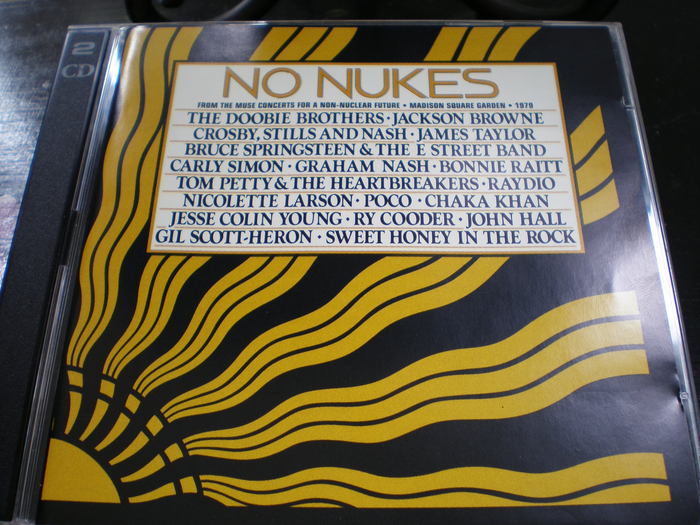 2
CD
NO NUKES
FROM THE MUSE CONCERTS FOR A NON-NUCLEAR FUTURE • MADISON SQUARE GARDEN • 1979
THE DOOBIE BROTHERS · JACKSON BROWNE
CROSBY, STILLS AND NASH · JAMES TAYLOR
BRUCE SPRINGSTEEN & THE E STREET BAND
CARLY SIMON · GRAHAM NASH · BONNIE RAITT
TOM PETTY & THE HEARTBREAKERS · RAYDIO
NICOLETTE LARSON · POCO · CHAKA KHAN
JESSE COLIN YOUNG · RY COODER · JOHN HALL
GIL SCOTT-HERON · SWEET HONEY IN THE ROCK